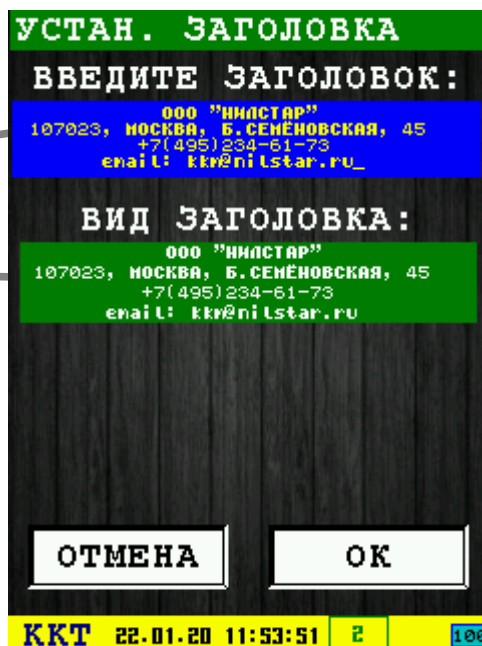 УСТАН. ЗАГОЛОВКА
ВВЕДИТЕ ЗАГОЛОВОК:
ООО "НИЛСТАР"
107023, МОСКВА, Б.СЕМЁНОВСКАЯ, 45
+7(495)234-61-73
email: kkm@nilstar.ru_
ВИД ЗАГОЛОВКА:
ООО "НИЛСТАР"
107023, МОСКВА, Б.СЕМЁНОВСКАЯ, 45
+7(495)234-61-73
email: kkm@nilstar.ru
ОТМЕНА ОК
ККТ 22.01.20 11:53:51 2 100